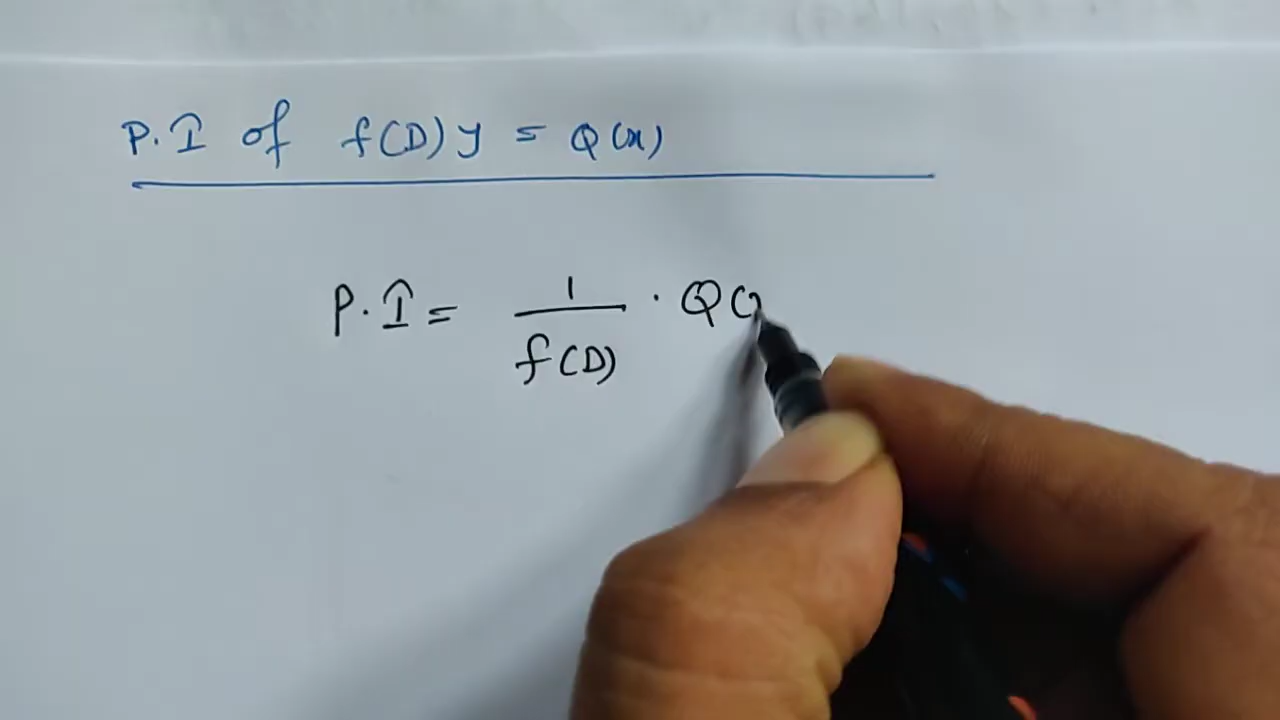 P.I of f(D)y = Q(x)
P.I = 1/f(D) · Q(